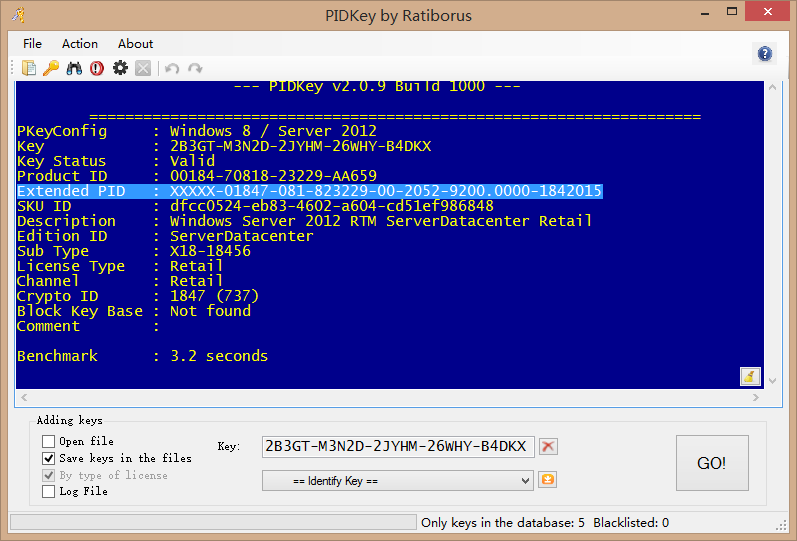 PIDKey by Ratiborus
File Action About
--- PIDKey v2.0.9 Build 1000 ---
====================================================================
PKeyConfig : Windows 8 / Server 2012
Key : 2B3GT-M3N2D-2JYHM-26WHY-B4DKX
Key Status : Valid
Product ID : 00184-70818-23229-AA659
Extended PID : XXXXX-01847-081-823229-00-2052-9200.0000-1842015
SKU ID : dfcc0524-eb83-4602-a604-cd51ef986848
Description : Windows Server 2012 RTM ServerDatacenter Retail
Edition ID : ServerDatacenter
Sub Type : X18-18456
License Type : Retail
Channel : Retail
Crypto ID : 1847 (737)
Block Key Base : Not found
Comment :
Benchmark : 3.2 seconds
Adding keys
Open file
Save keys in the files
By type of license
Log File
Key: 2B3GT-M3N2D-2JYHM-26WHY-B4DKX
== Identify Key ==
GO!
Only keys in the database: 5 Blacklisted: 0